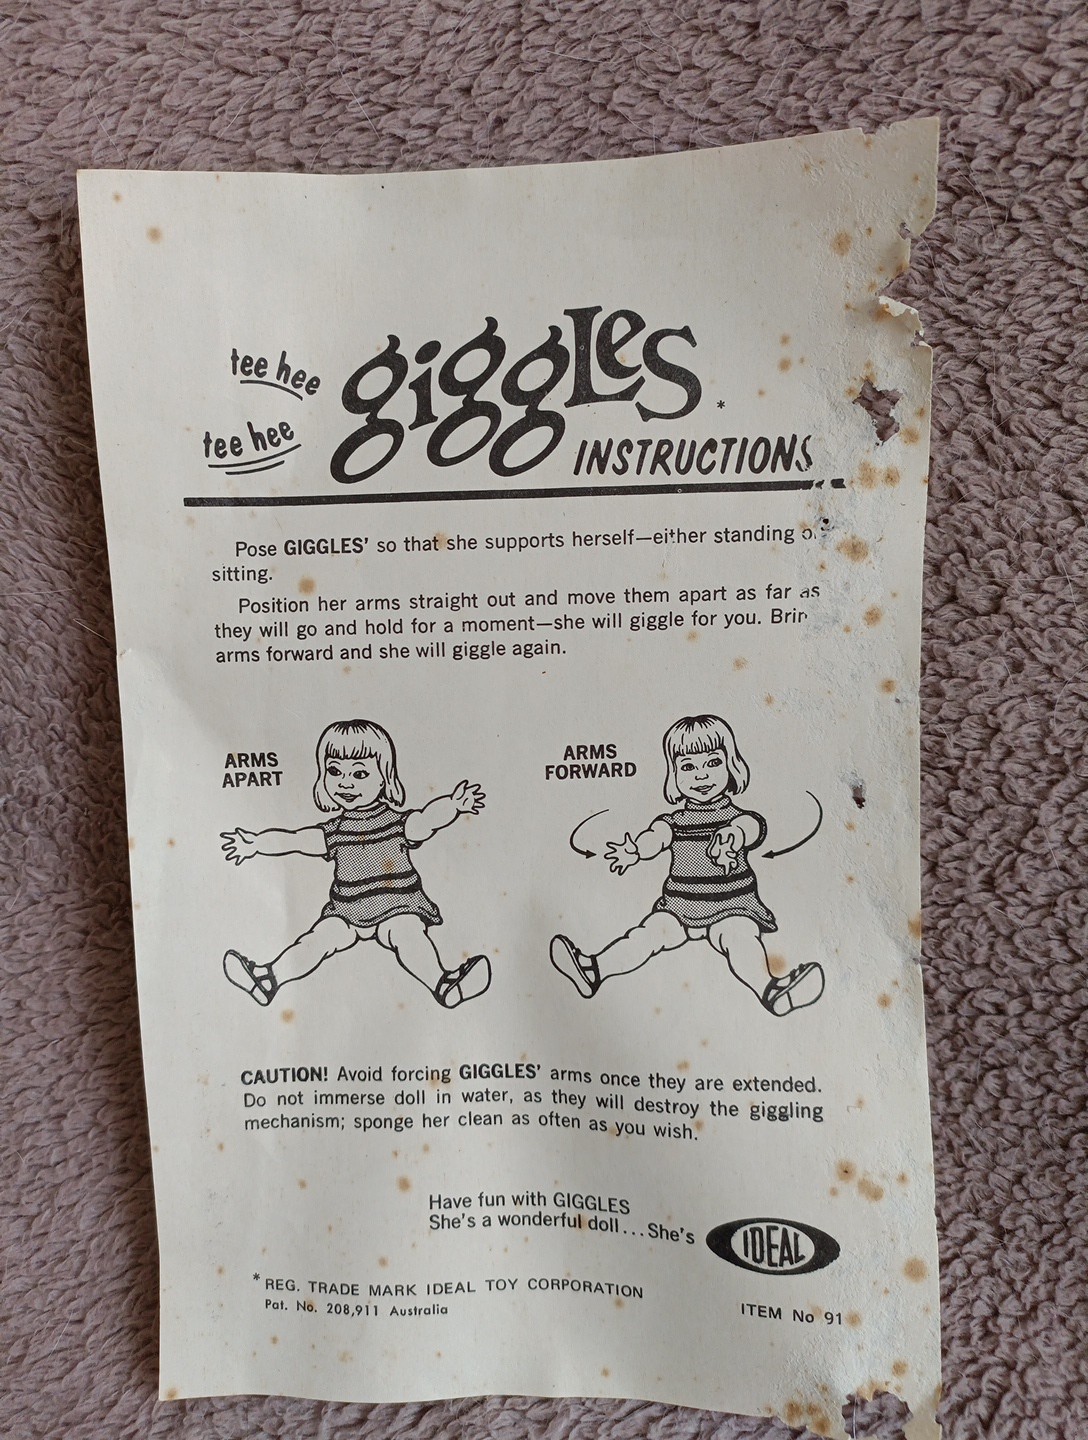 tee hee
tee hee
giggLes*
INSTRUCTIONS
Pose GIGGLES' so that she supports herself—either standing
sitting.
Position her arms straight out and move them apart as far as
they will go and hold for a moment—she will giggle for you.
arms forward and she will giggle again.
ARMS
APART
ARMS
FORWARD
CAUTION! Avoid forcing GIGGLES' arms once they are extended.
Do not immerse doll in water, as they will destroy the giggling
mechanism; sponge her clean as often as you wish.
Have fun with GIGGLES
She's a wonderful doll...She's IDEAL
*REG. TRADE MARK IDEAL TOY CORPORATION
Pat. No. 208,911 Australia
ITEM No 91